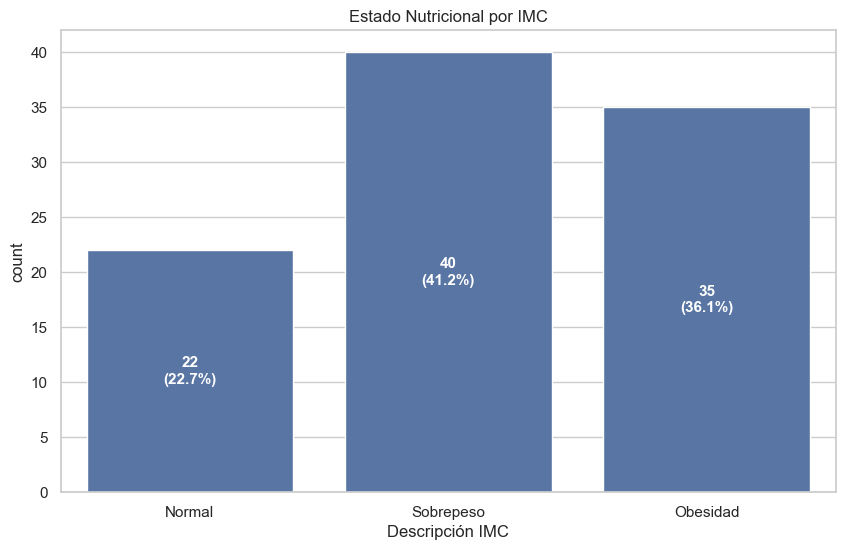 Estado Nutricional por IMC
count
40
35
30
25
20
15
10
5
0
22
(22.7%)
40
(41.2%)
35
(36.1%)
Normal
Sobrepeso
Obesidad
Descripción IMC